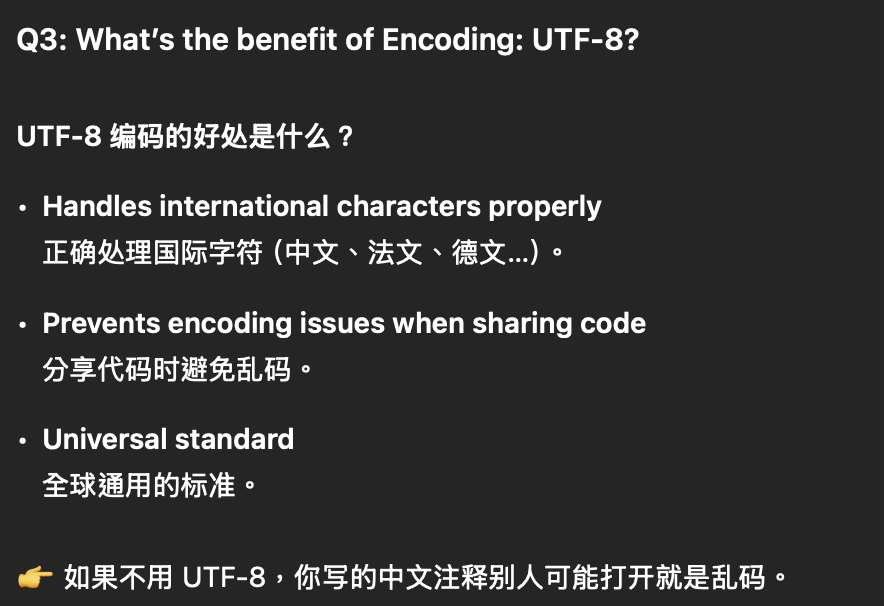 Q3: What’s the benefit of Encoding: UTF-8?
UTF-8 编码的好处是什么？
• Handles international characters properly
正确处理国际字符（中文、法文、德文…）。
• Prevents encoding issues when sharing code
分享代码时避免乱码。
• Universal standard
全球通用的标准。
👉 如果不用 UTF-8，你写的中文注释别人可能打开就是乱码。